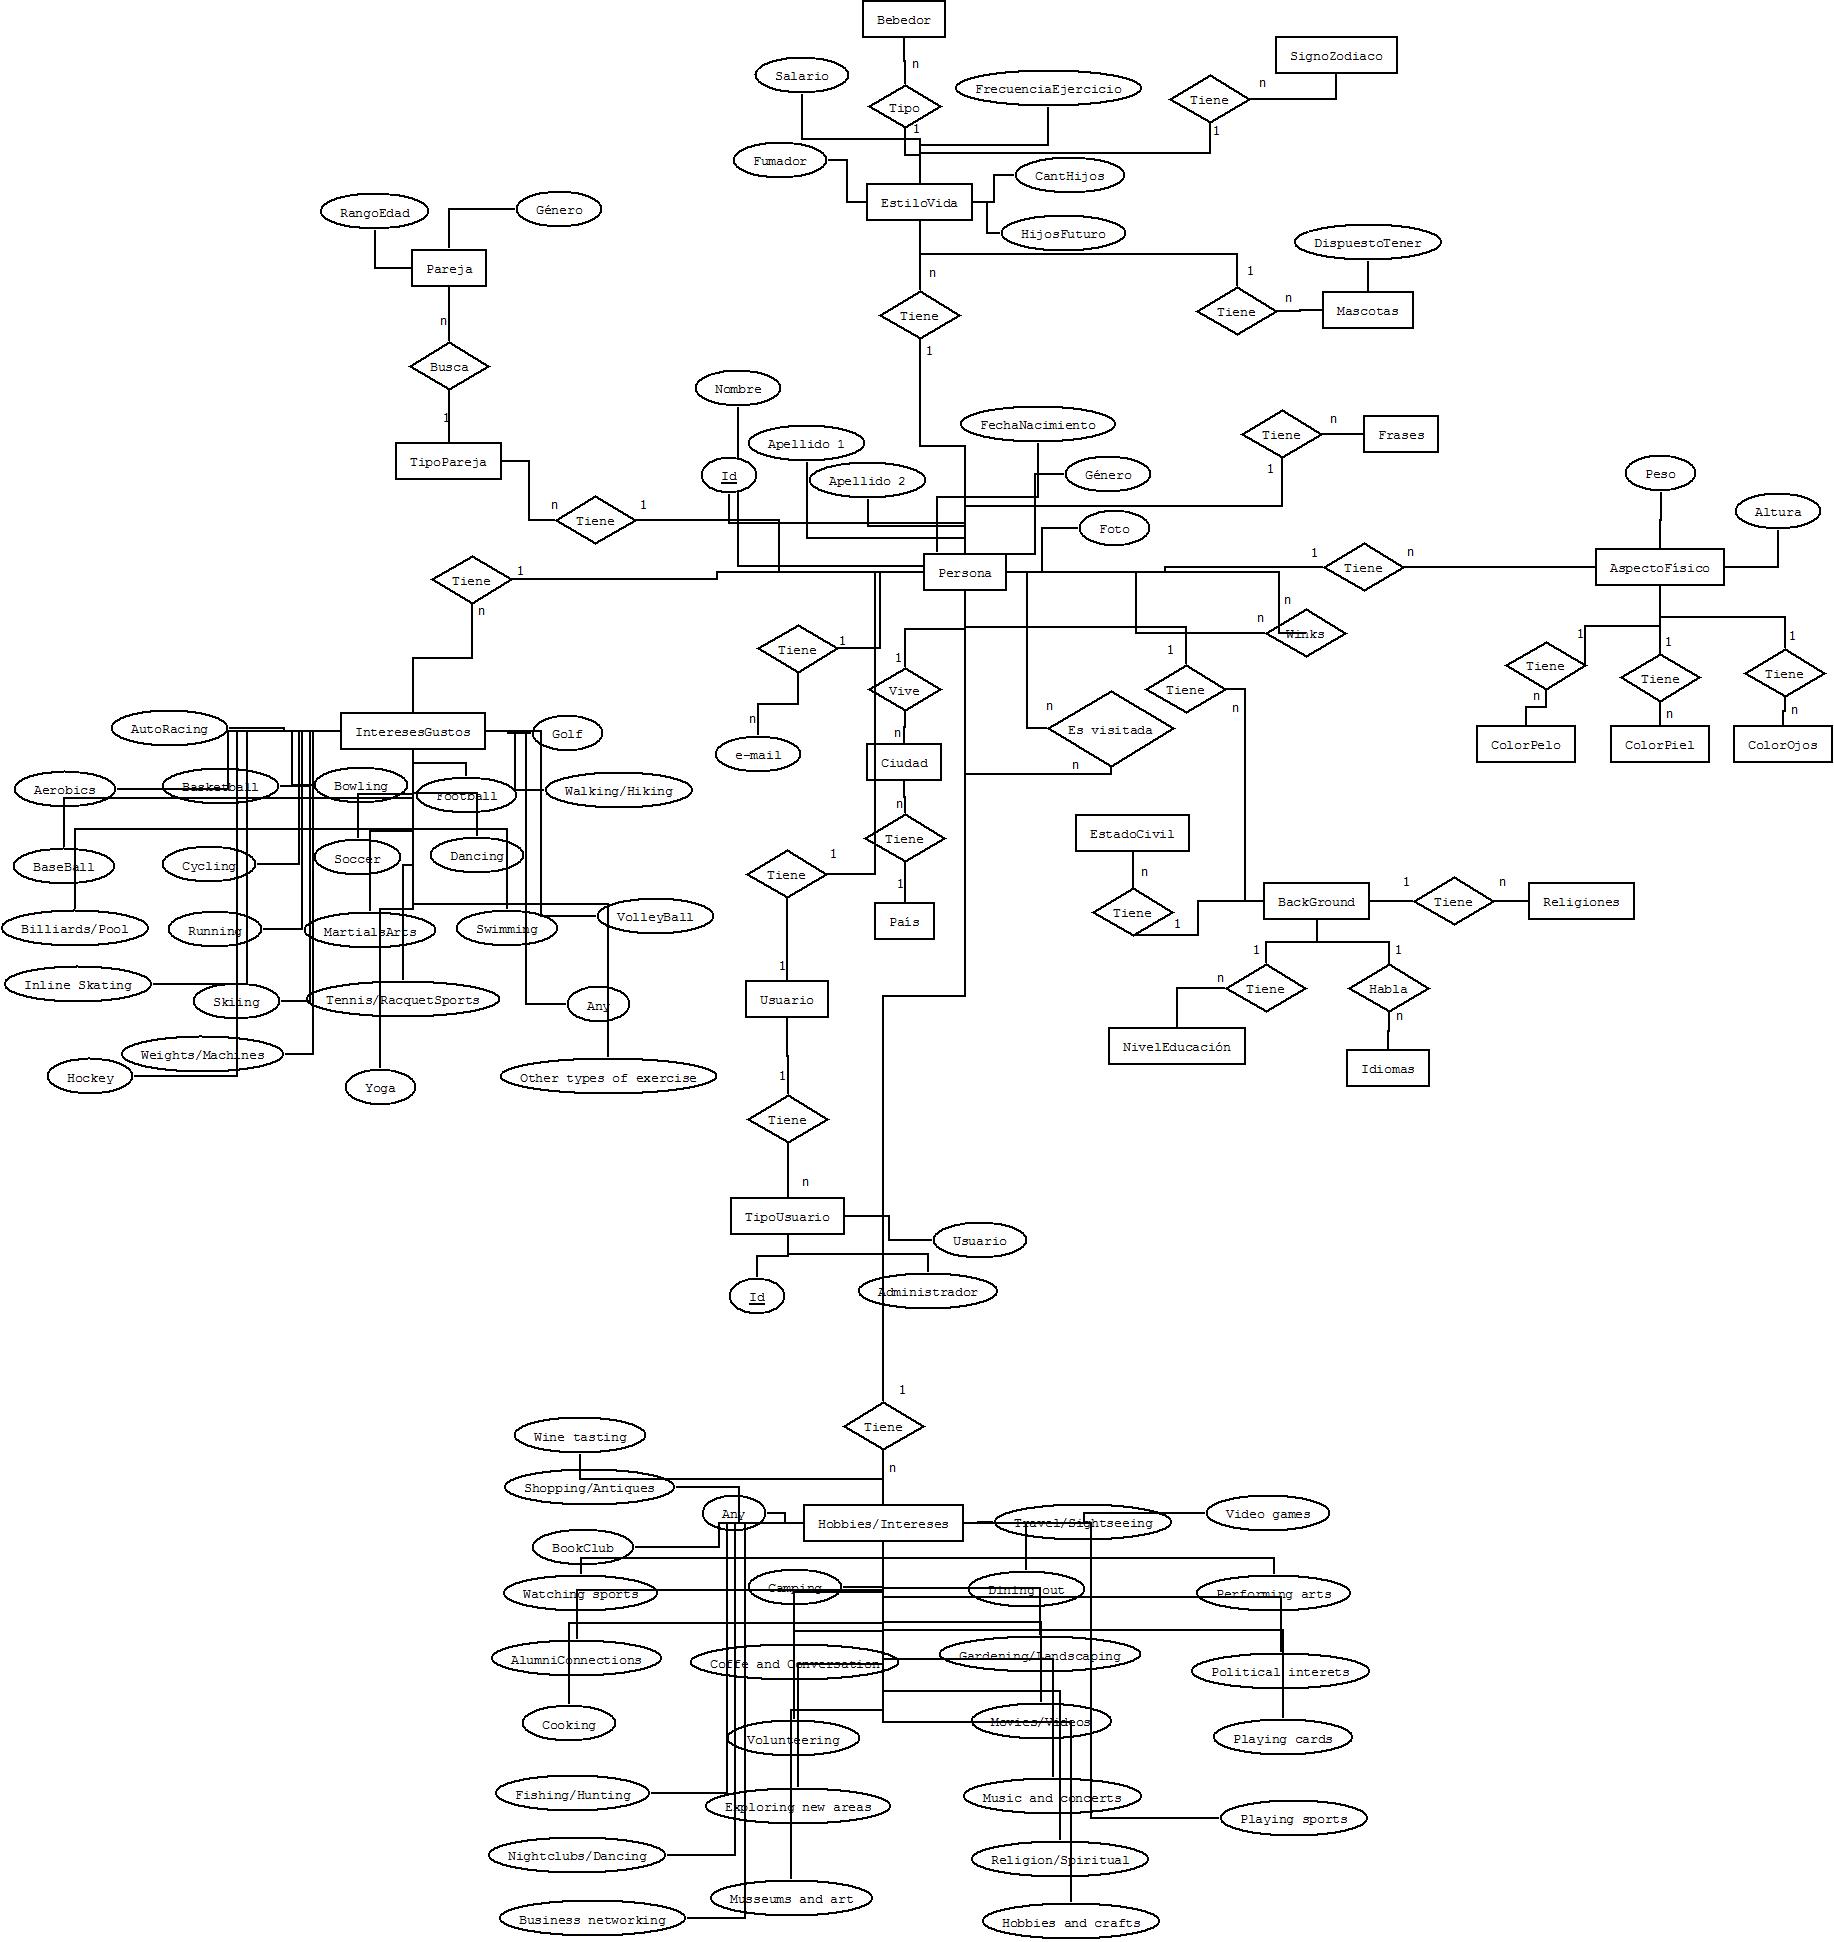 Bebedor
SignoZodiaco
n
Salario
n
FrecuenciaEjercicio
Tiene
Tipo
1
1
Fumador
CantHijos
EstiloVida
RangoEdad
Género
HijosFuturo
DispuestoTener
Pareja
n
1
n
Mascotas
Tiene
Tiene
n
1
Busca
Nombre
1
n
Frases
FechaNacimiento
Tiene
Apellido 1
TipoPareja
1
Id
Apellido 2
Género
Peso
n
1
Tiene
Foto
Altura
1
n
Persona
Tiene
AspectoFísico
1
Tiene
n
n
n
Winks
1
1
1
1
Tiene
1
1
Tiene
Tiene
Tiene
Vive
Tiene
n
n
n
n
n
n
e-mail
n
Es visitada
Ciudad
n
ColorPelo
ColorPiel
ColorOjos
AutoRacing
InteresesGustos
Golf
Aerobics
Basketball
Bowling
Football
Walking/Hiking
n
Tiene
EstadoCivil
BaseBall
Cycling
Soccer
Dancing
1
Tiene
n
1
1
n
BackGround
Tiene
Religiones
Tiene
País
1
Billiards/Pool
Running
MartialsArts
Swimming
VolleyBall
1
1
1
n
Inline Skating
Skiing
Tennis/RacquetSports
Any
Usuario
Tiene
Habla
n
NivelEducación
Weights/Machines
Idiomas
Hockey
Yoga
Other types of exercise
1
Tiene
n
TipoUsuario
Usuario
Id
Administrador
1
Tiene
Wine tasting
n
Shopping/Antiques
Any
Hobbies/Intereses
Travel/Sightseeing
Video games
BookClub
Watching sports
Camping
Dining out
Performing arts
AlumniConnections
Coffe and Conversation
Gardening/Landscaping
Political interets
Cooking
Volunteering
Movies/Videos
Playing cards
Fishing/Hunting
Exploring new areas
Music and concerts
Playing sports
Nightclubs/Dancing
Religion/Spiritual
Musseums and art
Business networking
Hobbies and crafts